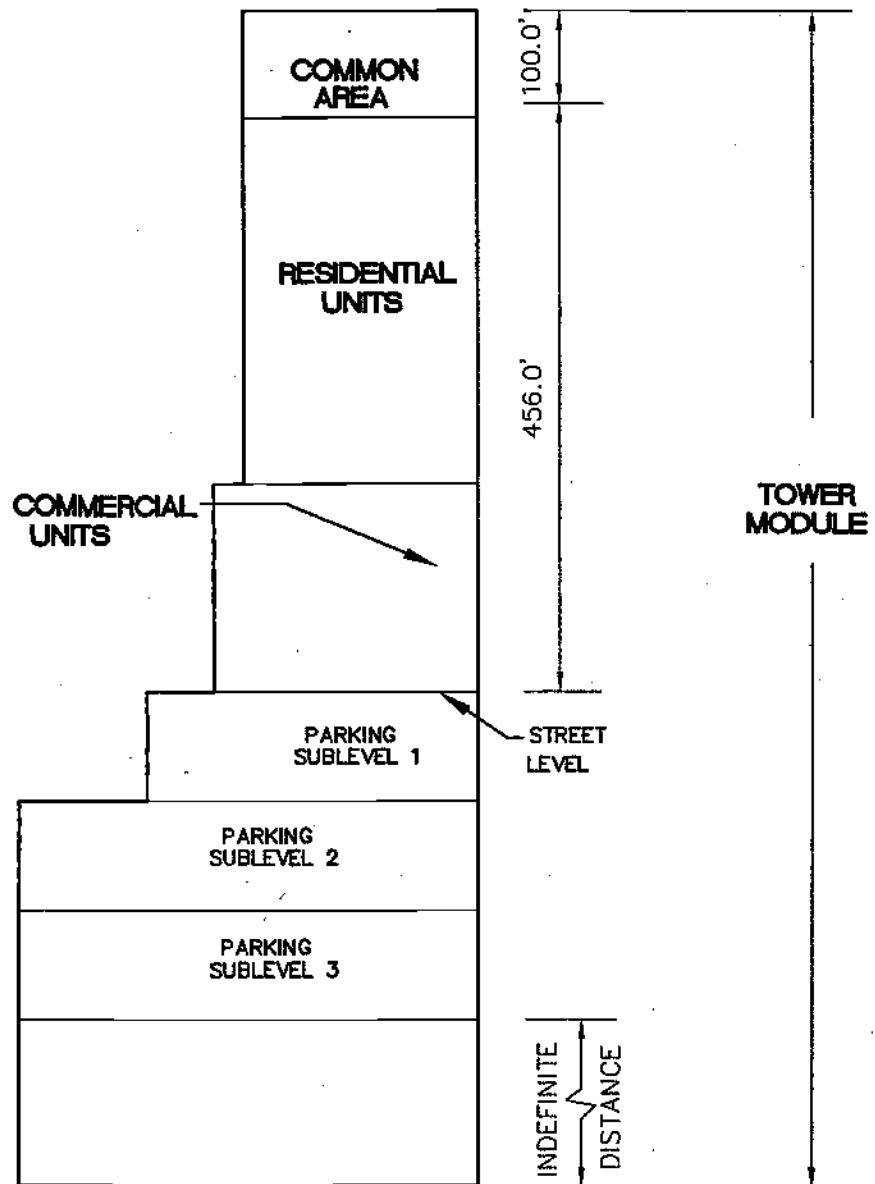 COMMON
AREA
100.0'
RESIDENTIAL
UNITS
456.0'
COMMERCIAL
UNITS
TOWER
MODULE
PARKING
SUBLEVEL 1
STREET
LEVEL
PARKING
SUBLEVEL 2
PARKING
SUBLEVEL 3
INDEFINITE
DISTANCE